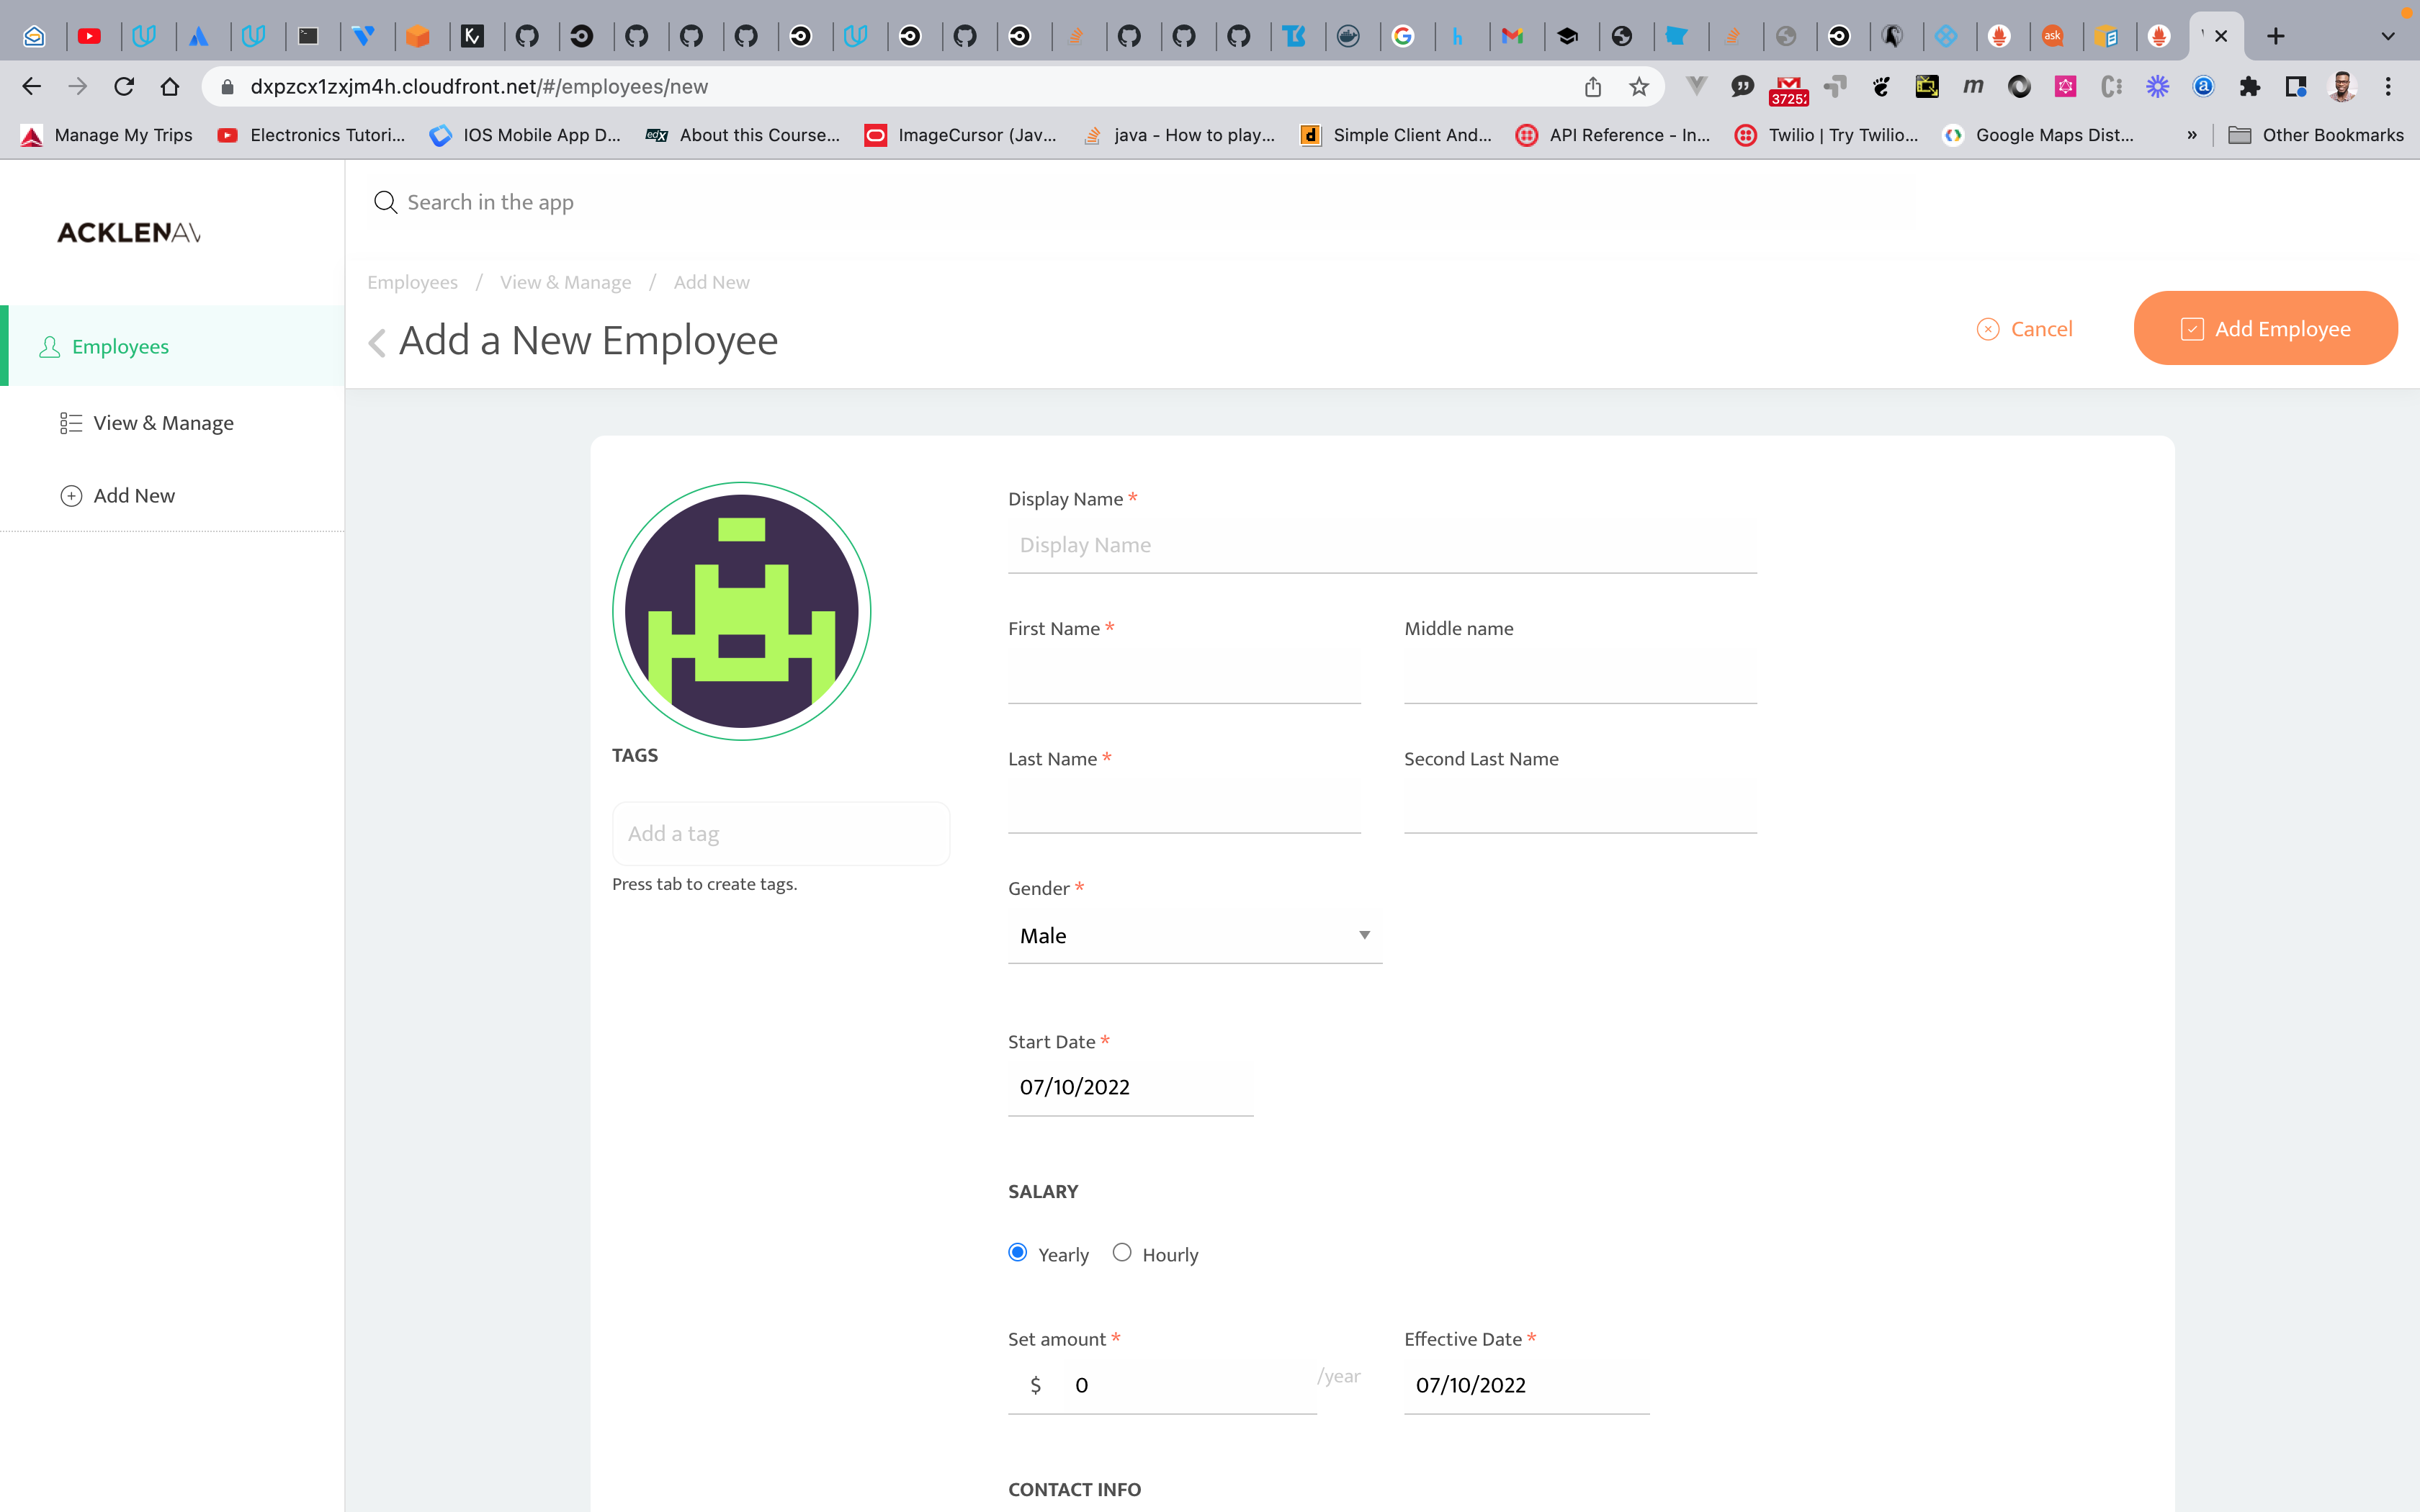 dxpzcx1zxjm4h.cloudfront.net/#/employees/new
3725
Manage My Trips
Electronics Tutori...
IOS Mobile App D...
edX
About this Course...
ImageCursor (Jav...
java - How to play...
d
Simple Client And...
API Reference - In...
Twilio | Try Twilio...
Google Maps Dist...
»
Other Bookmarks
ACKLENAV
Search in the app
Employees / View & Manage / Add New
Add a New Employee
Cancel
Add Employee
Employees
View & Manage
Add New
TAGS
Add a tag
Press tab to create tags.
Display Name *
Display Name
First Name *
Middle name
Last Name *
Second Last Name
Gender *
Male
Start Date *
07/10/2022
SALARY
Yearly
Hourly
Set amount *
$ 0
/year
Effective Date *
07/10/2022
CONTACT INFO